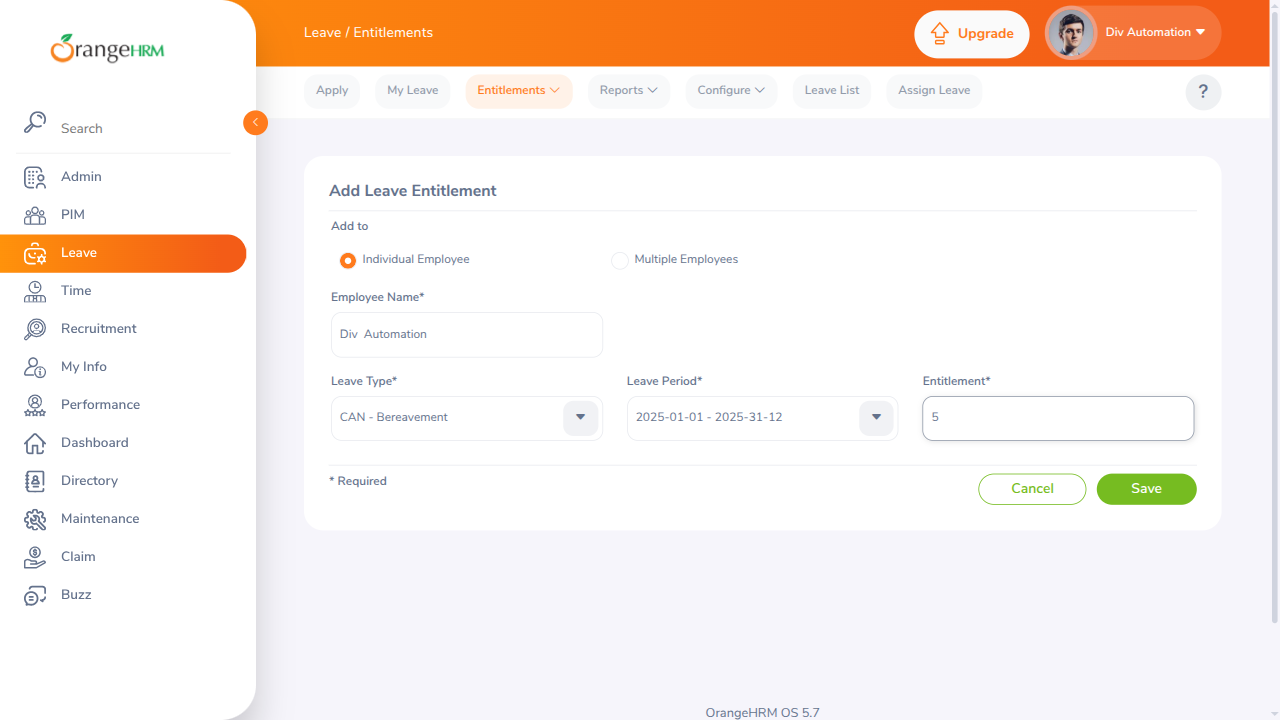 OrangeHRM
Leave / Entitlements
Upgrade
Div Automation
Apply
My Leave
Entitlements
Reports
Configure
Leave List
Assign Leave
?
Search
Admin
PIM
Leave
Time
Recruitment
My Info
Performance
Dashboard
Directory
Maintenance
Claim
Buzz
Add Leave Entitlement
Add to
Individual Employee
Multiple Employees
Employee Name*
Div  Automation
Leave Type*
Leave Period*
Entitlement*
CAN - Bereavement
2025-01-01 - 2025-31-12
5
* Required
Cancel
Save
OrangeHRM OS 5.7